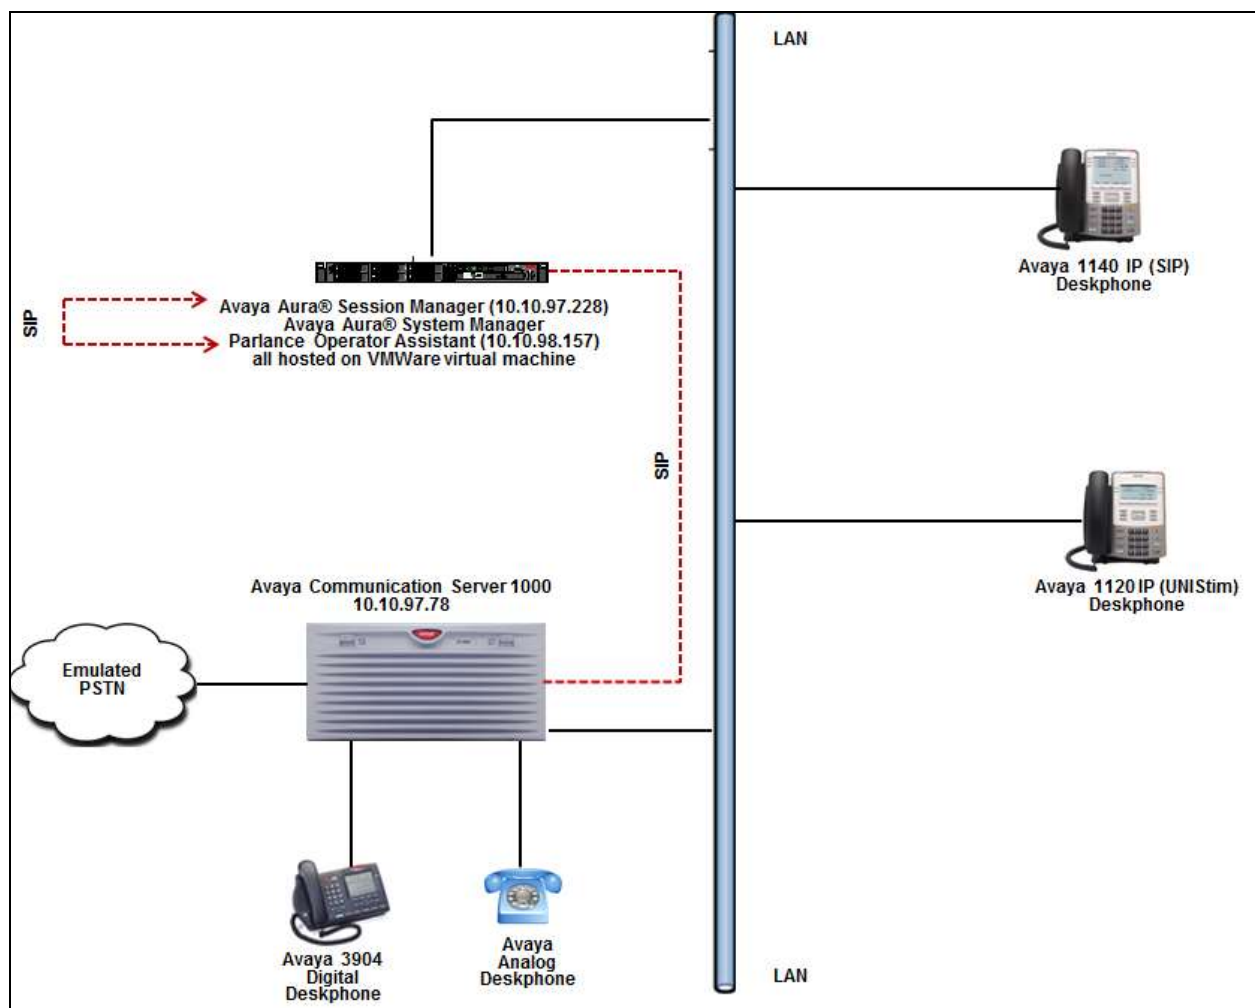 LAN
Avaya 1140 IP (SIP)
Deskphone
SIP
Avaya Aura® Session Manager (10.10.97.228)
Avaya Aura® System Manager
Parlance Operator Assistant (10.10.98.157)
all hosted on VMWare virtual machine
SIP
Avaya 1120 IP (UNIStim)
Deskphone
Avaya Communication Server 1000
10.10.97.78
Emulated
PSTN
Avaya 3904
Digital
Deskphone
Avaya
Analog
Deskphone
LAN